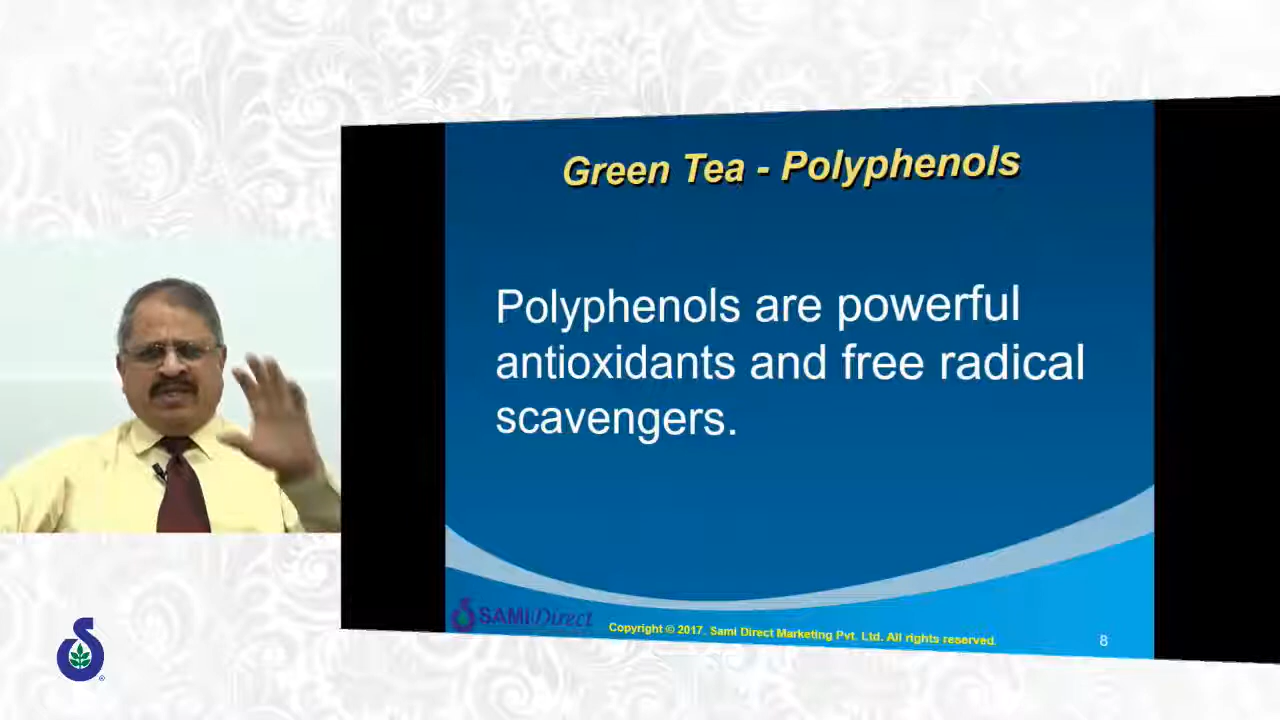 Green Tea - Polyphenols
Polyphenols are powerful
antioxidants and free radical
scavengers.
SAMI Direct
Copyright © 2017. Sami Direct Marketing Pvt. Ltd. All rights reserved.
8